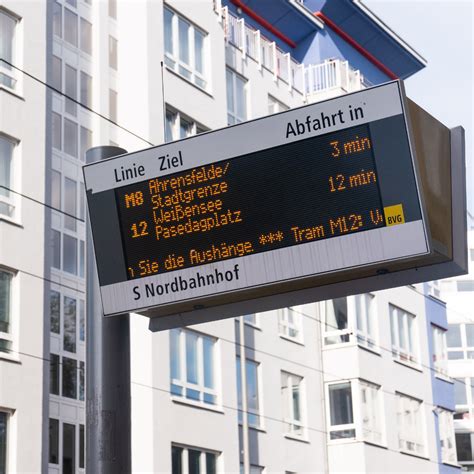 Linie Ziel Abfahrt in
M8 Ahrensfelde/
Stadtgrenze 3 min
12 Weißensee
Pasedagplatz 12 min
n Sie die Aushänge *** Tram M12: V
BVG
S Nordbahnhof